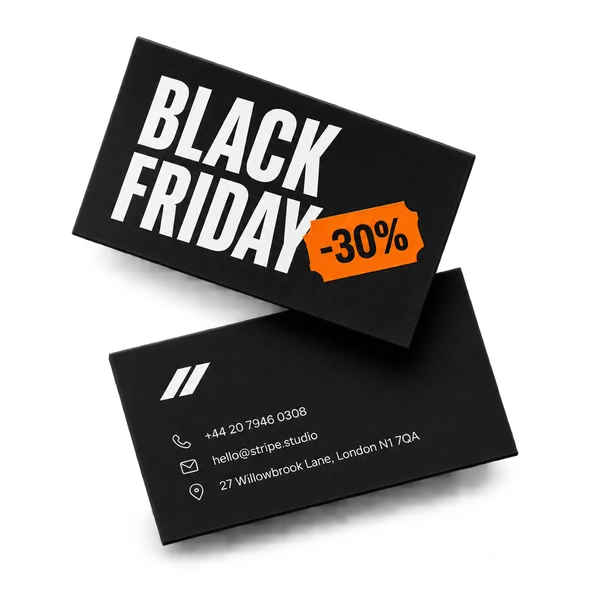 BLACK
FRIDAY
-30%
+44 20 7946 0308
hello@stripe.studio
27 Willowbrook Lane, London N1 7QA